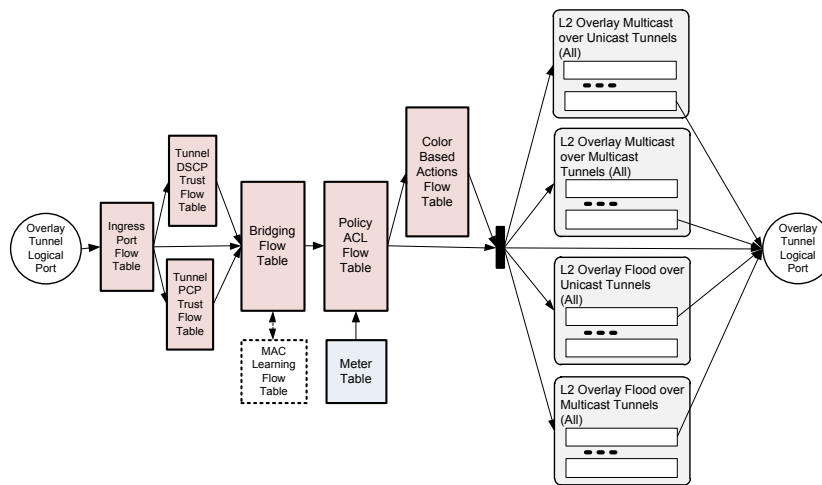 Overlay
Tunnel
Logical
Port
Ingress
Port
Flow
Table
Tunnel
DSCP
Trust
Flow
Table
Tunnel
PCP
Trust
Flow
Table
Bridging
Flow
Table
MAC
Learning
Flow
Table
Policy
ACL
Flow
Table
Meter
Table
Color
Based
Actions
Flow
Table
L2 Overlay Multicast
over Unicast Tunnels
(All)
L2 Overlay Multicast
over Multicast
Tunnels (All)
L2 Overlay Flood over
Unicast Tunnels
(All)
L2 Overlay Flood over
Multicast Tunnels
(All)
Overlay
Tunnel
Logical
Port